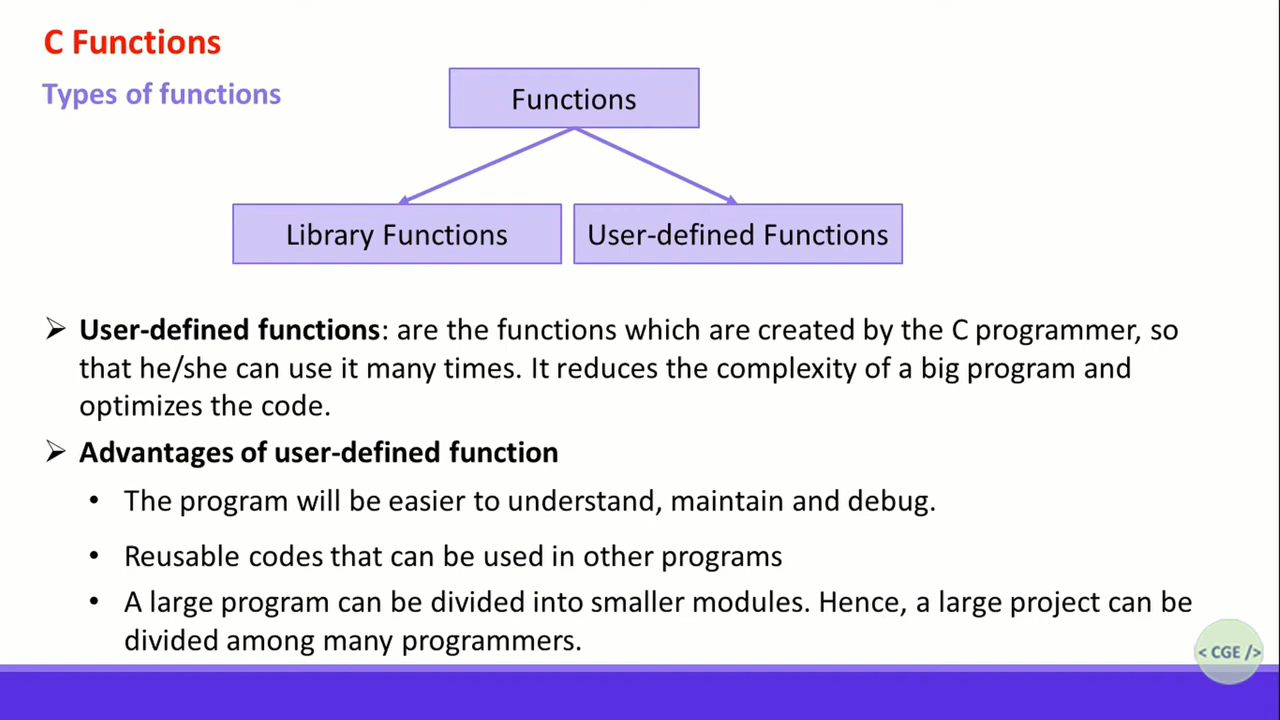 C Functions
Types of functions
Functions
Library Functions
User-defined Functions
➢ User-defined functions: are the functions which are created by the C programmer, so
that he/she can use it many times. It reduces the complexity of a big program and
optimizes the code.
➢ Advantages of user-defined function
• The program will be easier to understand, maintain and debug.
• Reusable codes that can be used in other programs
• A large program can be divided into smaller modules. Hence, a large project can be
divided among many programmers.
< CGE />